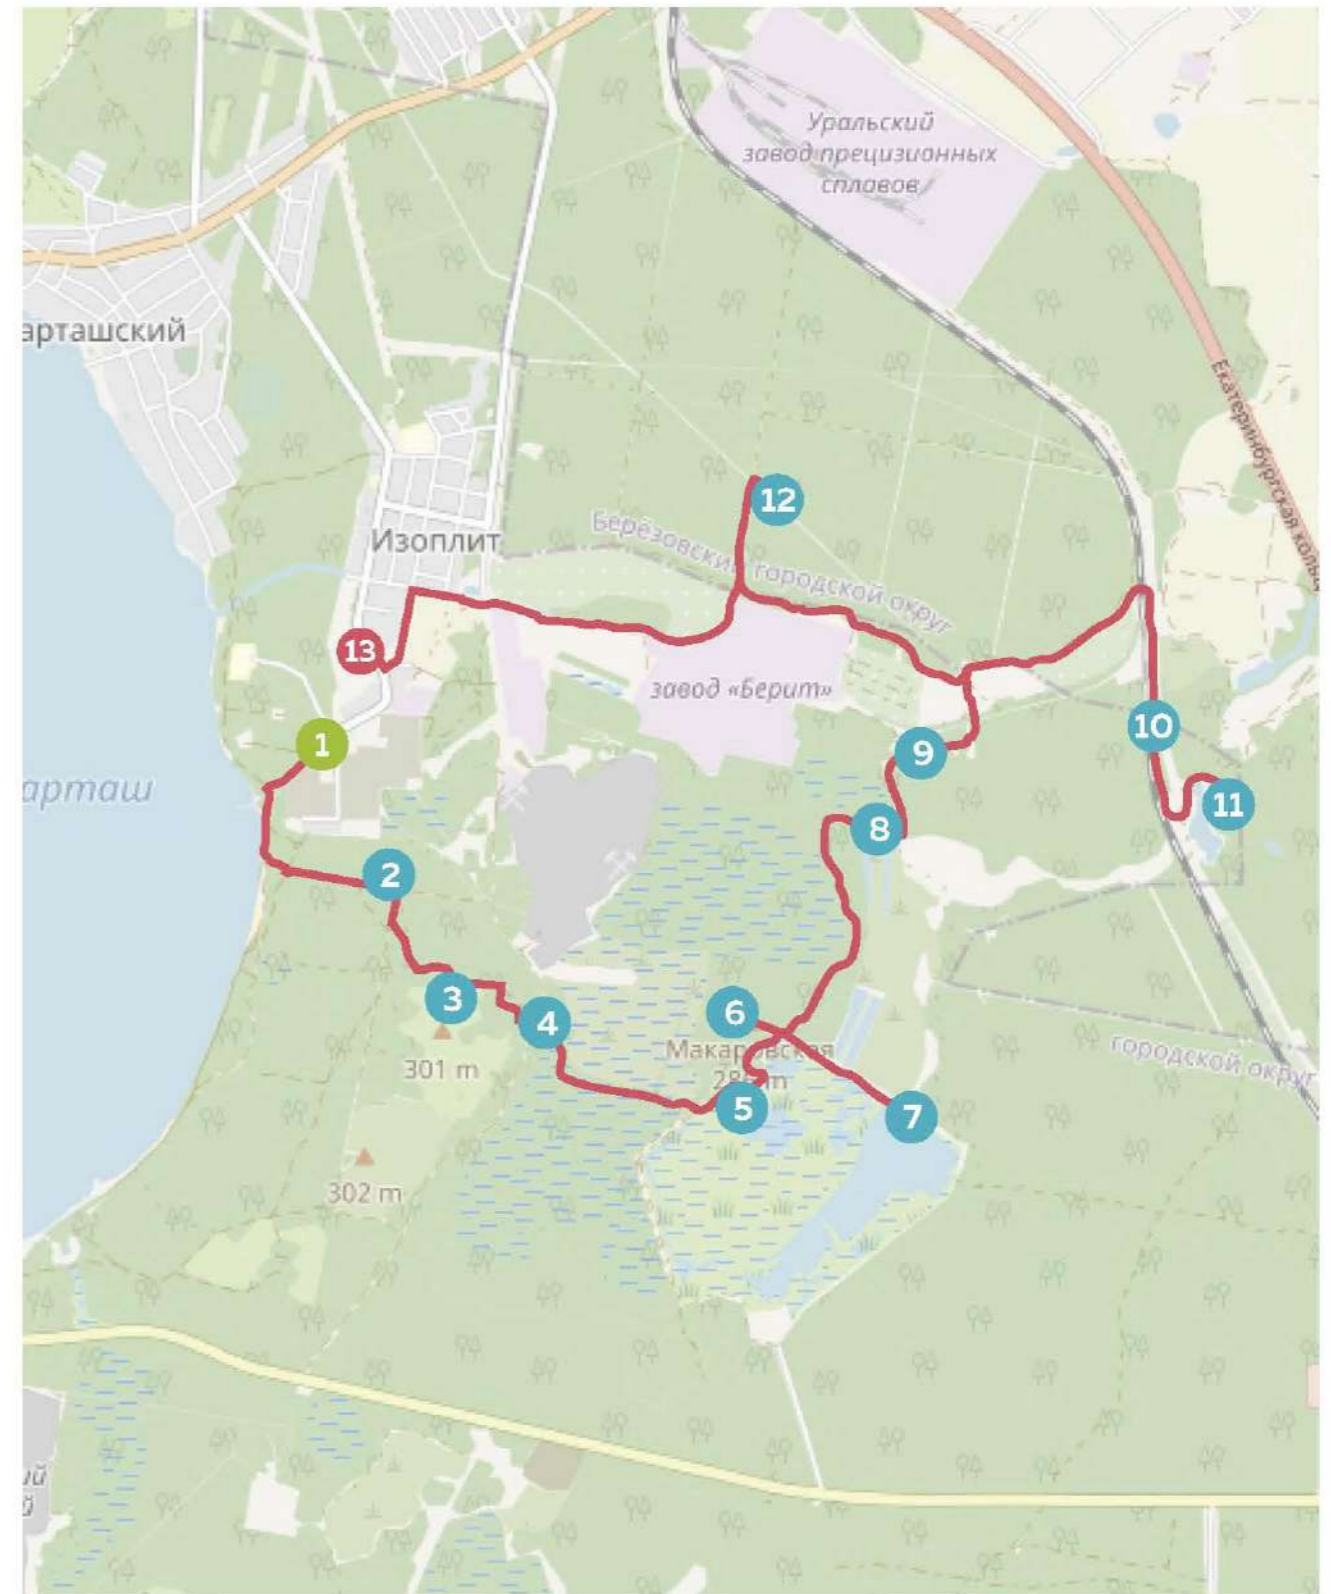 Уральский
завод прецизионных
сплавов
арташский
Екатеринбургская кольц
12
Берёзовский городской округ
Изоплит
13
завод «Берит»
1
9
10
арташ
11
8
2
3
6
4
Макаровская
301 m
городской округ
5
7
302 m
ий
й